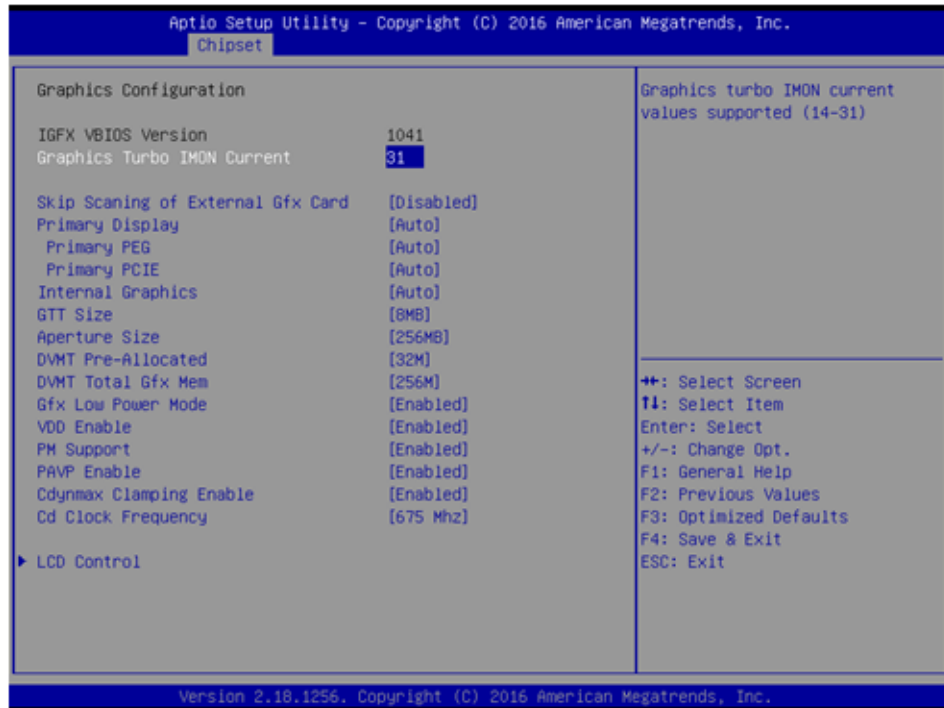 Aptio Setup Utility – Copyright (C) 2016 American Megatrends, Inc.
Chipset
Graphics Configuration
IGFX VBIOS Version 1041
Graphics Turbo IMON Current 31
Skip Scaning of External Gfx Card [Disabled]
Primary Display [Auto]
Primary PEG [Auto]
Primary PCIE [Auto]
Internal Graphics [Auto]
GTT Size [8MB]
Aperture Size [256MB]
DVMT Pre-Allocated [32M]
DVMT Total Gfx Mem [256M]
Gfx Low Power Mode [Enabled]
VDD Enable [Enabled]
PM Support [Enabled]
PAVP Enable [Enabled]
Cdynmax Clamping Enable [Enabled]
Cd Clock Frequency [675 Mhz]
▶ LCD Control
Graphics turbo IMON current
values supported (14-31)
→←: Select Screen
↑↓: Select Item
Enter: Select
+/-: Change Opt.
F1: General Help
F2: Previous Values
F3: Optimized Defaults
F4: Save & Exit
ESC: Exit
Version 2.18.1256. Copyright (C) 2016 American Megatrends, Inc.